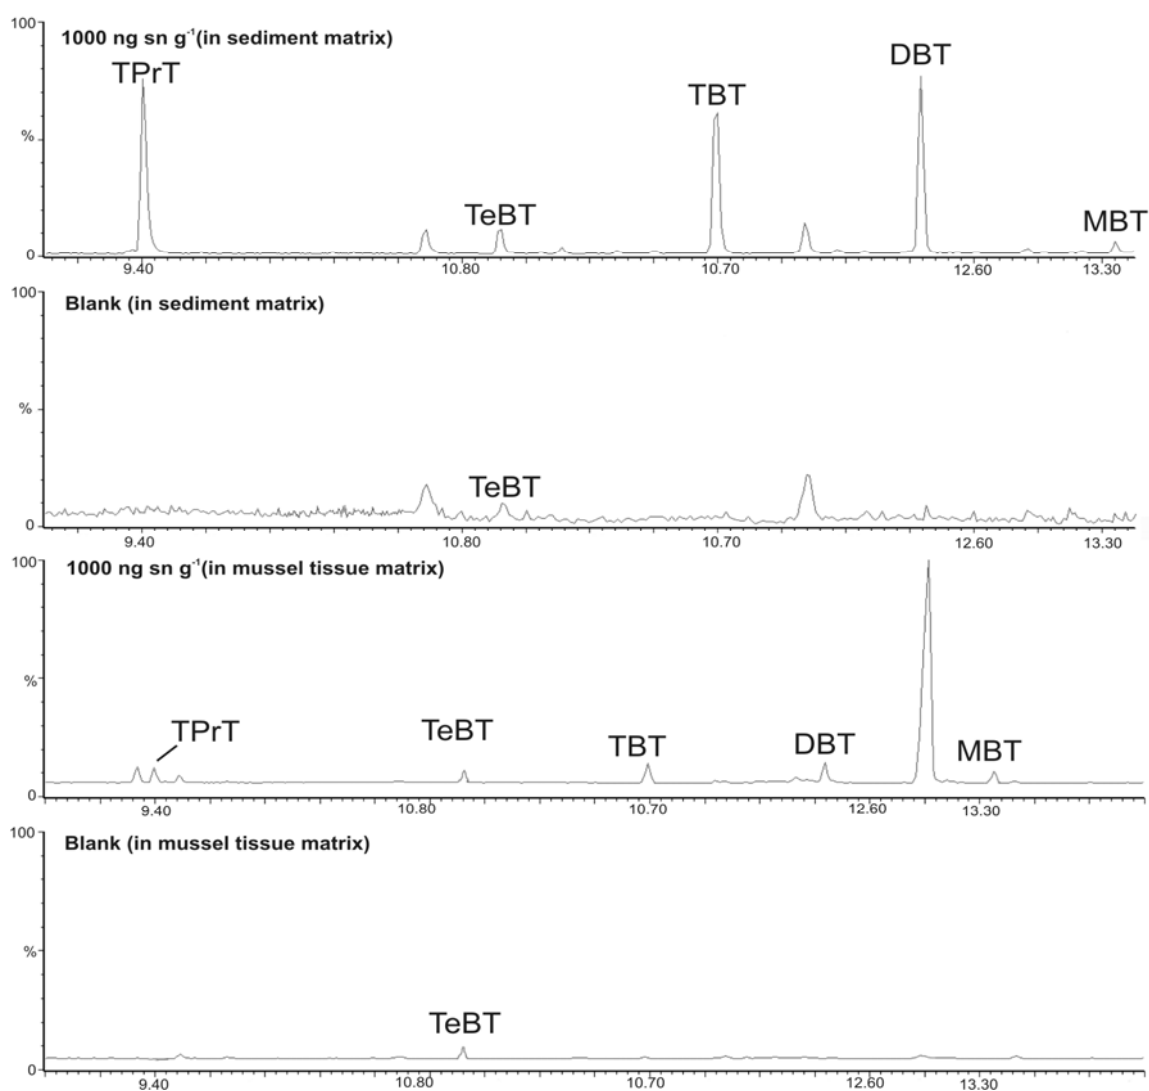 100
1000 ng sn g⁻¹(in sediment matrix)
TPrT
DBT
TBT
%
TeBT
MBT
0
9.40 10.80 10.70 12.60 13.30
100
Blank (in sediment matrix)
%
TeBT
0
9.40 10.80 10.70 12.60 13.30
100
1000 ng sn g⁻¹(in mussel tissue matrix)
%
TPrT
TeBT
TBT
DBT
MBT
0
9.40 10.80 10.70 12.60 13.30
100
Blank (in mussel tissue matrix)
%
TeBT
0
9.40 10.80 10.70 12.60 13.30